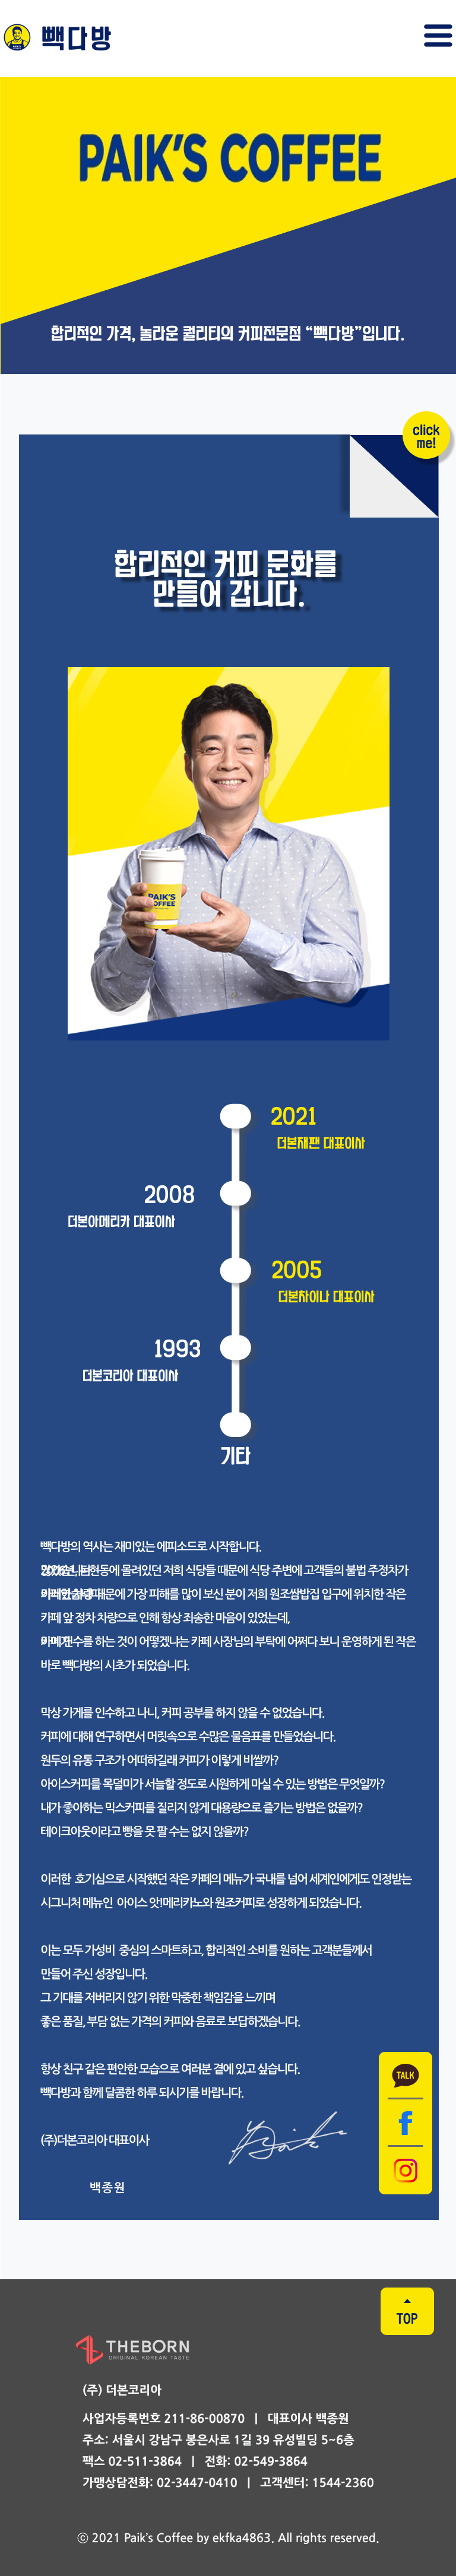 빽다방
PAIK'S COFFEE
합리적인 가격, 놀라운 퀄리티의 커피전문점 “빽다방”입니다.
click
me!
합리적인 커피 문화를
만들어 갑니다.
PAIK'S
COFFEE
2021
더본재팬 대표이사
2008
더본아메리카 대표이사
2005
더본차이나 대표이사
1993
더본코리아 대표이사
기타
빽다방의 역사는 재미있는 에피소드로 시작합니다.
논현동에 몰려있던 저희 식당들 때문에 식당 주변에 고객들의 불법 주정차가
때문에 가장 피해를 많이 보신 분이 저희 원조쌈밥집 입구에 위치한 작은
카페 앞 정차 차량으로 인해 항상 죄송한 마음이 있었는데,
인수를 하는 것이 어떻겠냐는 카페 사장님의 부탁에 어쩌다 보니 운영하게 된 작은
바로 빽다방의 시초가 되었습니다.
막상 가게를 인수하고 나니, 커피 공부를 하지 않을 수 없었습니다.
커피에 대해 연구하면서 머릿속으로 수많은 물음표를 만들었습니다.
원두의 유통 구조가 어떠하길래 커피가 이렇게 비쌀까?
아이스커피를 목덜미가 서늘할 정도로 시원하게 마실 수 있는 방법은 무엇일까?
내가 좋아하는 믹스커피를 질리지 않게 대용량으로 즐기는 방법은 없을까?
테이크아웃이라고 빵을 못 팔 수는 없지 않을까?
이러한 호기심으로 시작했던 작은 카페의 메뉴가 국내를 넘어 세계인에게도 인정받는
시그니처 메뉴인 아이스 앗!메리카노와 원조커피로 성장하게 되었습니다.
이는 모두 가성비 중심의 스마트하고, 합리적인 소비를 원하는 고객분들께서
만들어 주신 성장입니다.
그 기대를 저버리지 않기 위한 막중한 책임감을 느끼며
좋은 품질, 부담 없는 가격의 커피와 음료로 보답하겠습니다.
항상 친구 같은 편안한 모습으로 여러분 곁에 있고 싶습니다.
빽다방과 함께 달콤한 하루 되시기를 바랍니다.
(주)더본코리아 대표이사
백종원
TALK
TOP
THEBORN
ORIGINAL KOREAN TASTE
(주) 더본코리아
사업자등록번호 211-86-00870 | 대표이사 백종원
주소: 서울시 강남구 봉은사로 1길 39 유성빌딩 5~6층
팩스 02-511-3864 | 전화: 02-549-3864
가맹상담전화: 02-3447-0410 | 고객센터: 1544-2360
ⓒ 2021 Paik's Coffee by ekfka4863. All rights reserved.